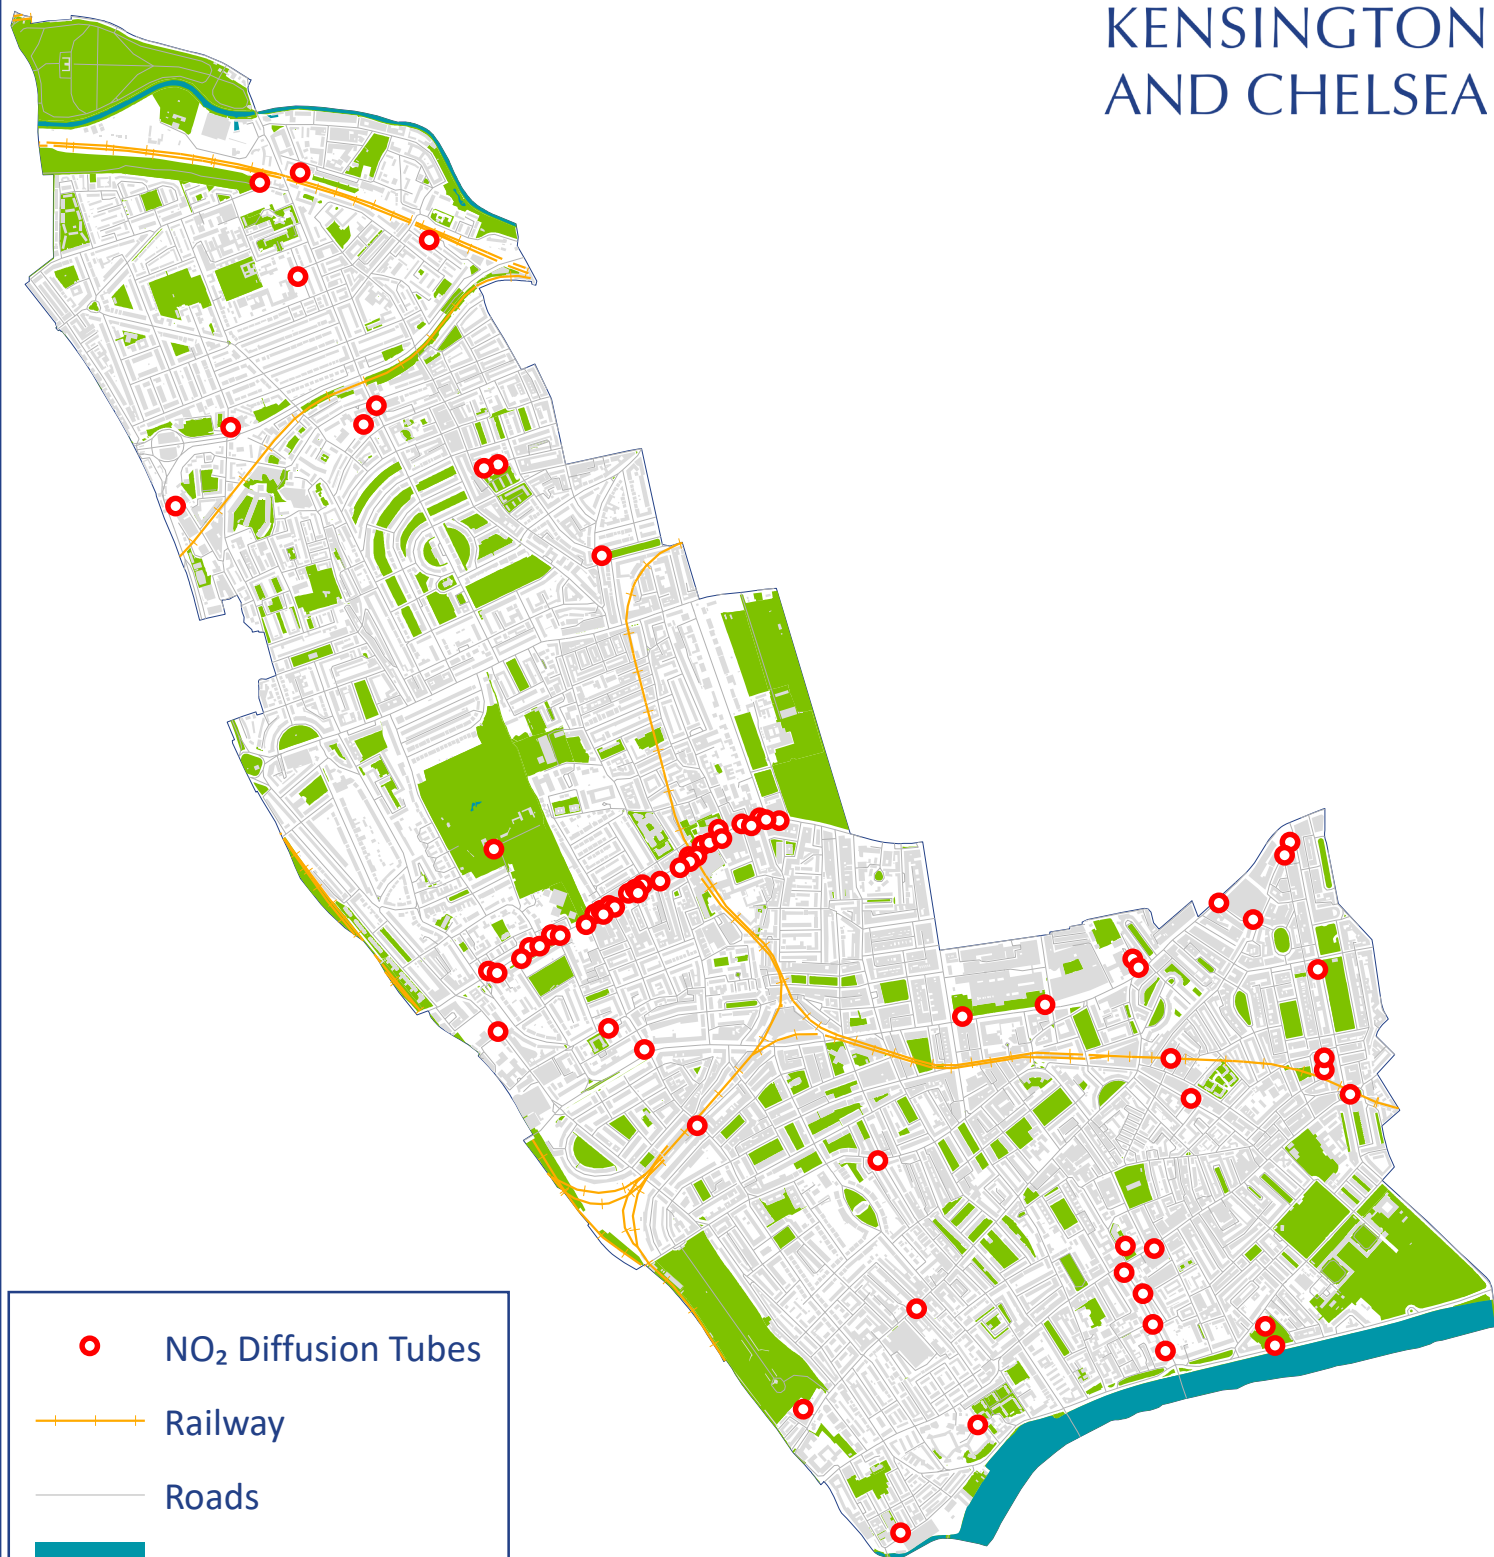 KENSINGTON
AND CHELSEA
NO₂ Diffusion Tubes
Railway
Roads